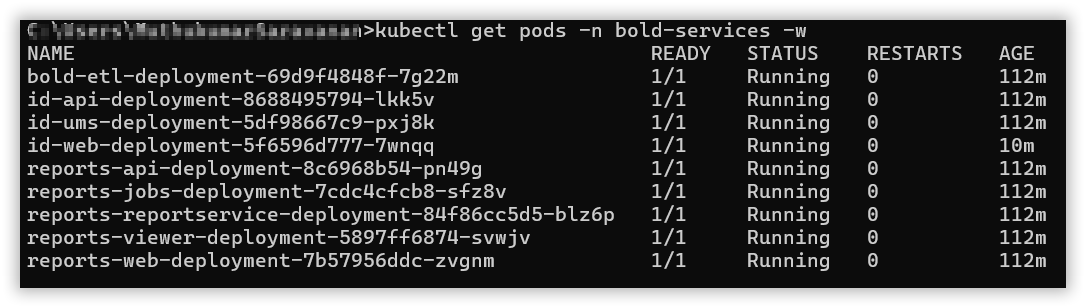 >kubectl get pods -n bold-services -w
NAME READY STATUS RESTARTS AGE
bold-etl-deployment-69d9f4848f-7g22m 1/1 Running 0 112m
id-api-deployment-8688495794-lkk5v 1/1 Running 0 112m
id-ums-deployment-5df98667c9-pxj8k 1/1 Running 0 112m
id-web-deployment-5f6596d777-7wnqq 1/1 Running 0 10m
reports-api-deployment-8c6968b54-pn49g 1/1 Running 0 112m
reports-jobs-deployment-7cdc4cfcb8-sfz8v 1/1 Running 0 112m
reports-reportservice-deployment-84f86cc5d5-blz6p 1/1 Running 0 112m
reports-viewer-deployment-5897ff6874-svwjv 1/1 Running 0 112m
reports-web-deployment-7b57956ddc-zvgnm 1/1 Running 0 112m